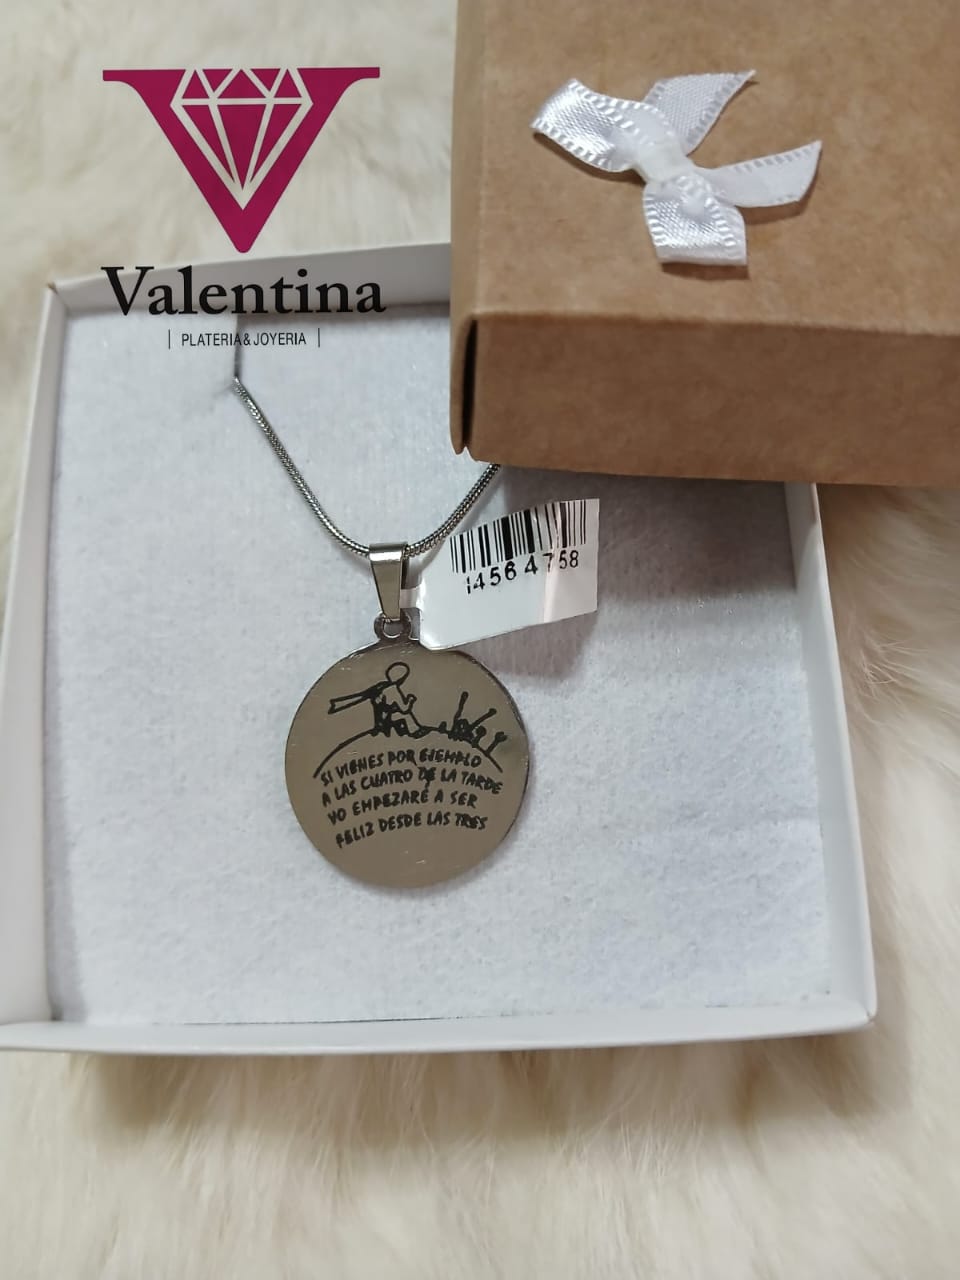 Valentina
| PLATERIA & JOYERIA |
14564758
SI VIENES POR EJEMPLO
A LAS CUATRO DE LA TARDE
YO EMPEZARÉ A SER
FELIZ DESDE LAS TRES